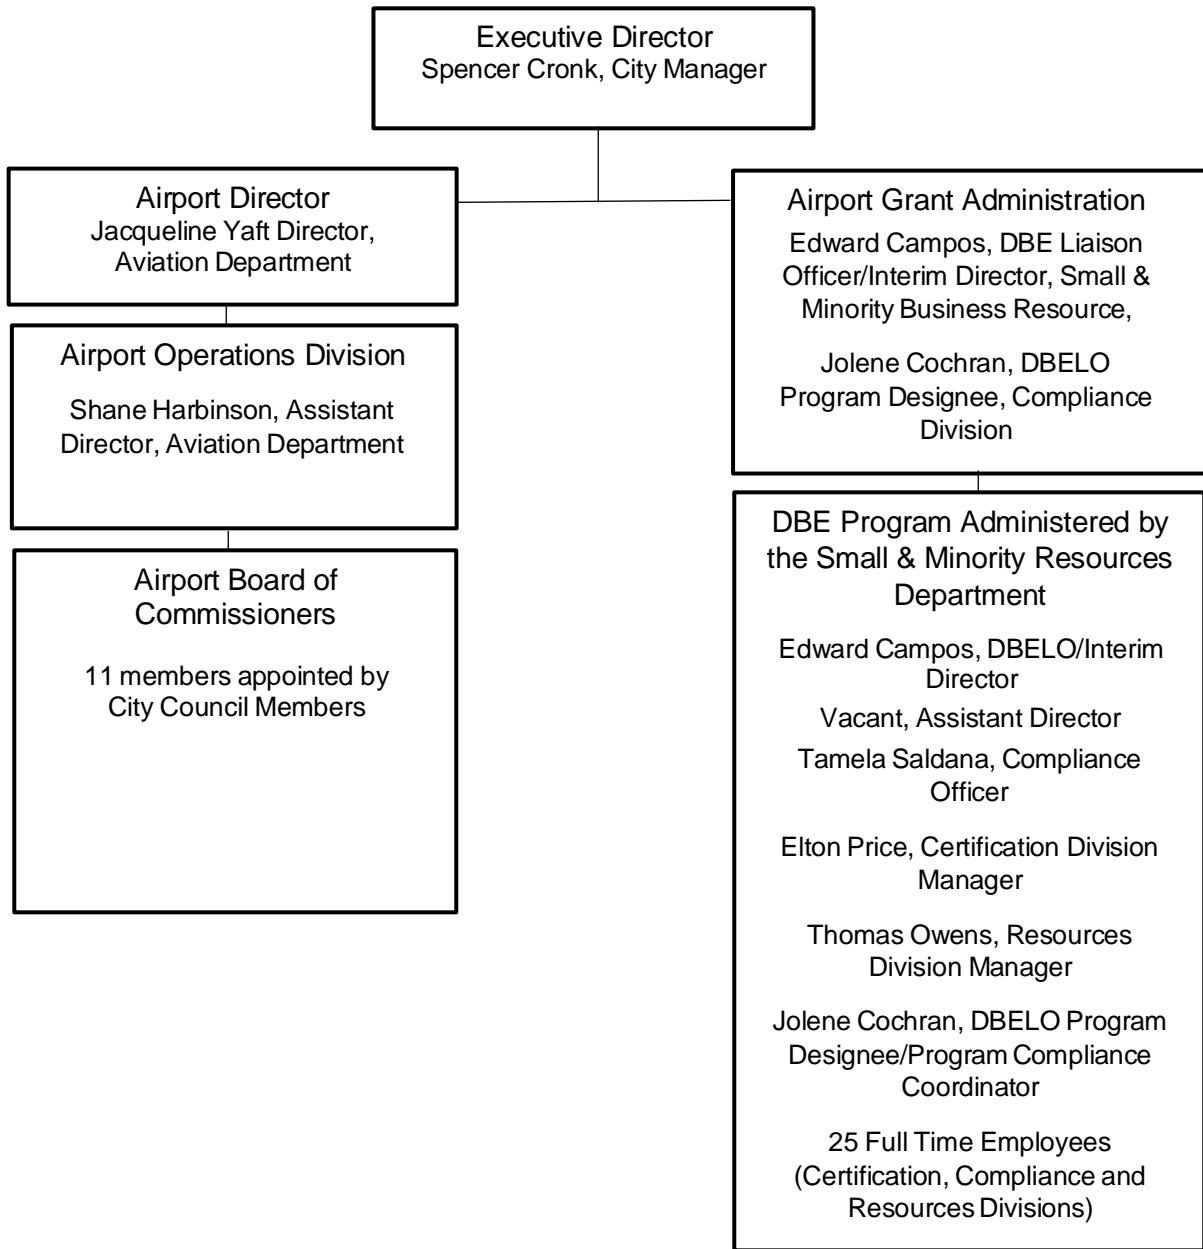 Executive Director
Spencer Cronk, City Manager
Airport Director
Jacqueline Yaft Director,
Aviation Department
Airport Operations Division
Shane Harbinson, Assistant
Director, Aviation Department
Airport Board of
Commissioners
11 members appointed by
City Council Members
Airport Grant Administration
Edward Campos, DBE Liaison
Officer/Interim Director, Small &
Minority Business Resource,
Jolene Cochran, DBELO
Program Designee, Compliance
Division
DBE Program Administered by
the Small & Minority Resources
Department
Edward Campos, DBELO/Interim
Director
Vacant, Assistant Director
Tamela Saldana, Compliance
Officer
Elton Price, Certification Division
Manager
Thomas Owens, Resources
Division Manager
Jolene Cochran, DBELO Program
Designee/Program Compliance
Coordinator
25 Full Time Employees
(Certification, Compliance and
Resources Divisions)